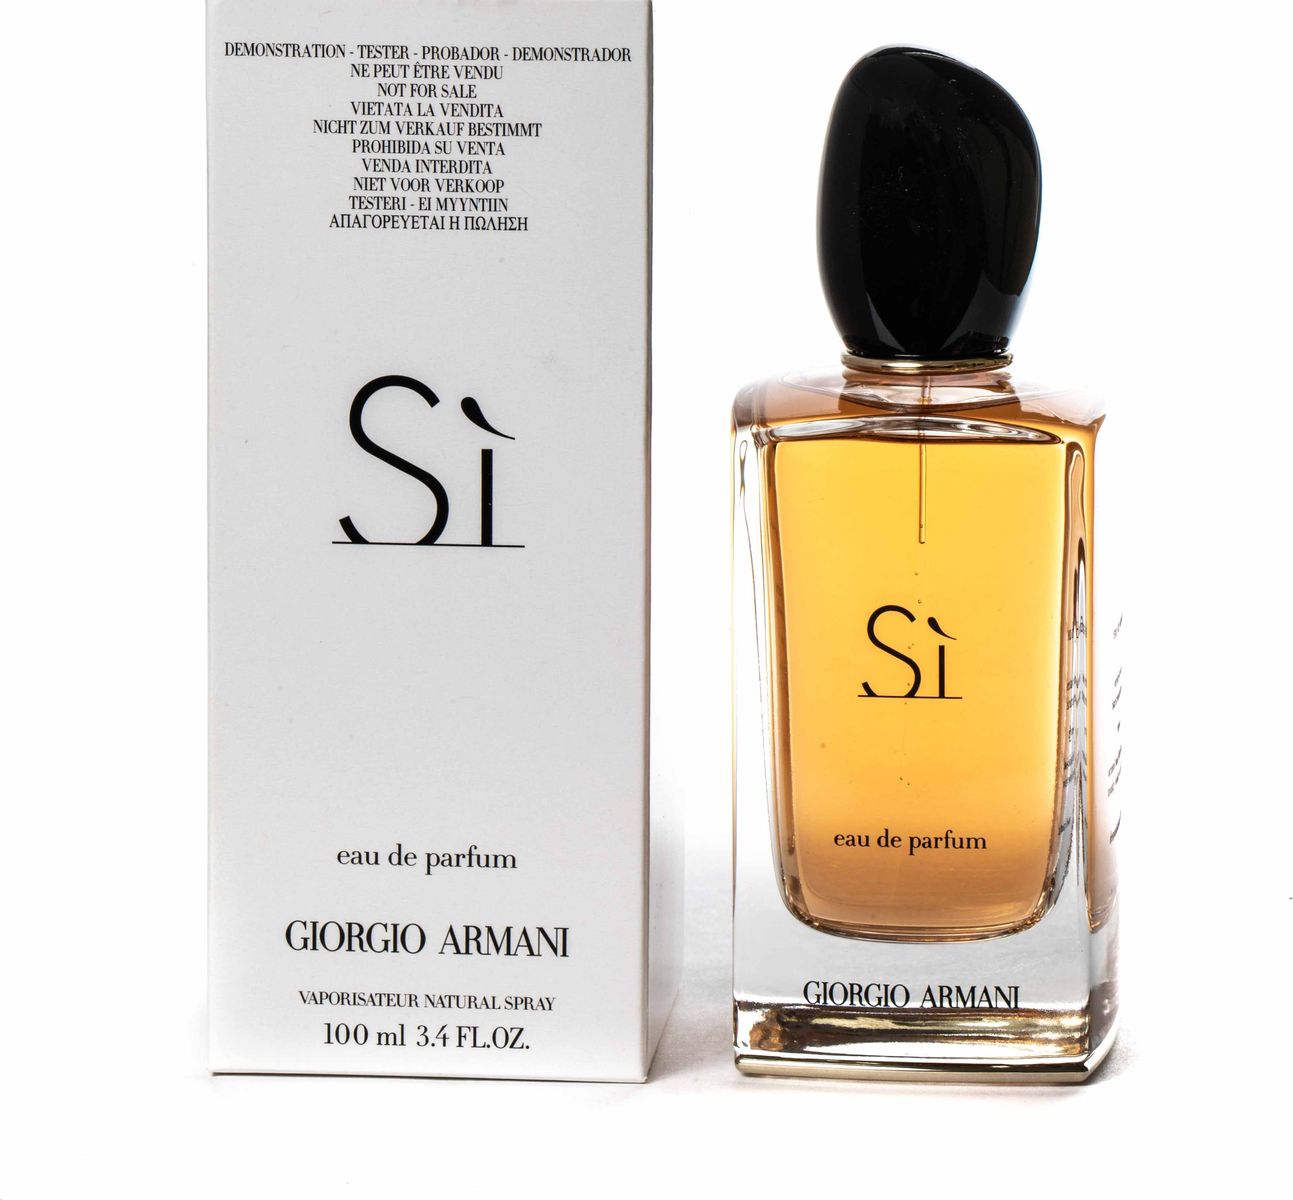 DEMONSTRATION - TESTER - PROBADOR - DEMONSTRADOR
NE PEUT ÊTRE VENDU
NOT FOR SALE
VIETATA LA VENDITA
NICHT ZUM VERKAUF BESTIMMT
PROHIBIDA SU VENTA
VENDA INTERDITA
NIET VOOR VERKOOP
TESTERI - EI MYYNTIIN
ΑΠΑΓΟΡΕΥΕΤΑΙ Η ΠΩΛΗΣΗ
Sì
eau de parfum
GIORGIO ARMANI
VAPORISATEUR NATURAL SPRAY
100 ml 3.4 FL.OZ.
Sì
eau de parfum
GIORGIO ARMANI